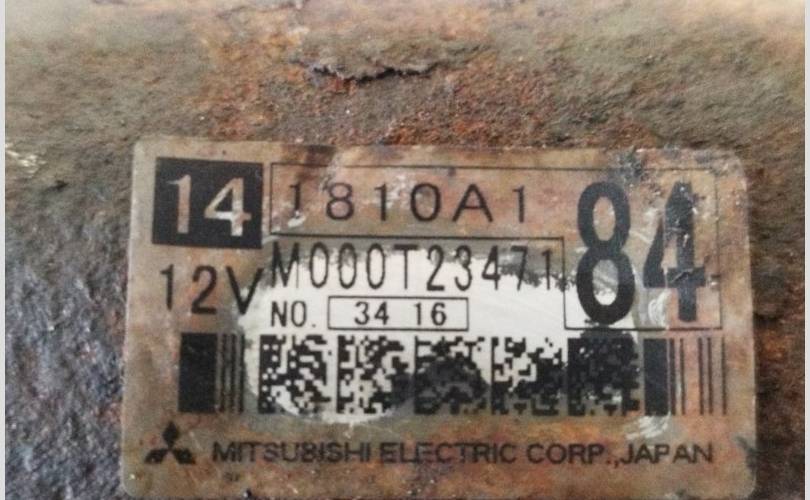 14 1810A1 84
12V M000T23471
NO. 34 16
MITSUBISHI ELECTRIC CORP., JAPAN